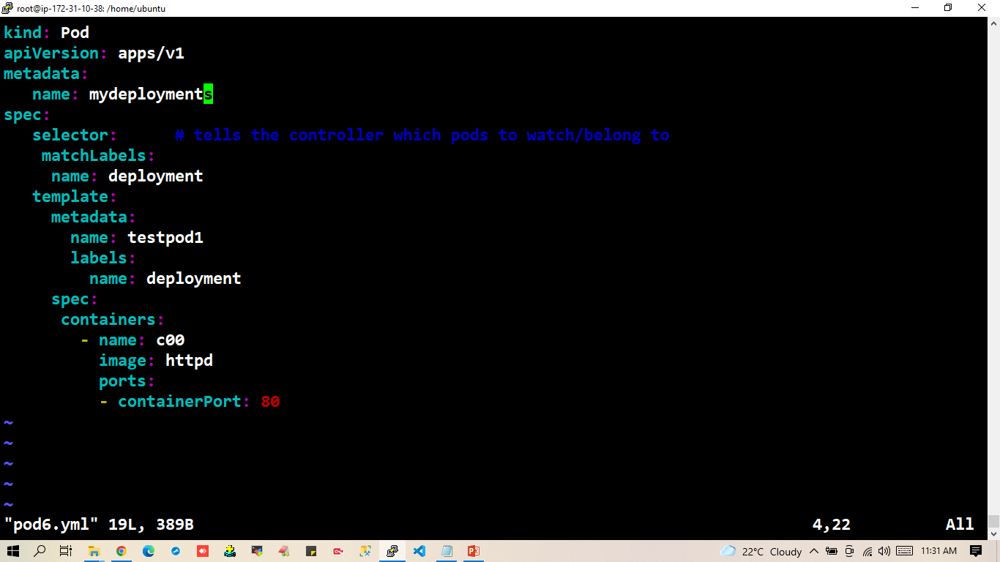 root@ip-172-31-10-38: /home/ubuntu
kind: Pod
apiVersion: apps/v1
metadata:
   name: mydeployments
spec:
   selector:      # tells the controller which pods to watch/belong to
    matchLabels:
     name: deployment
   template:
     metadata:
       name: testpod1
       labels:
         name: deployment
     spec:
      containers:
        - name: c00
          image: httpd
          ports:
          - containerPort: 80
~
~
~
~
~
"pod6.yml" 19L, 389B 4,22 All
22°C Cloudy 11:31 AM